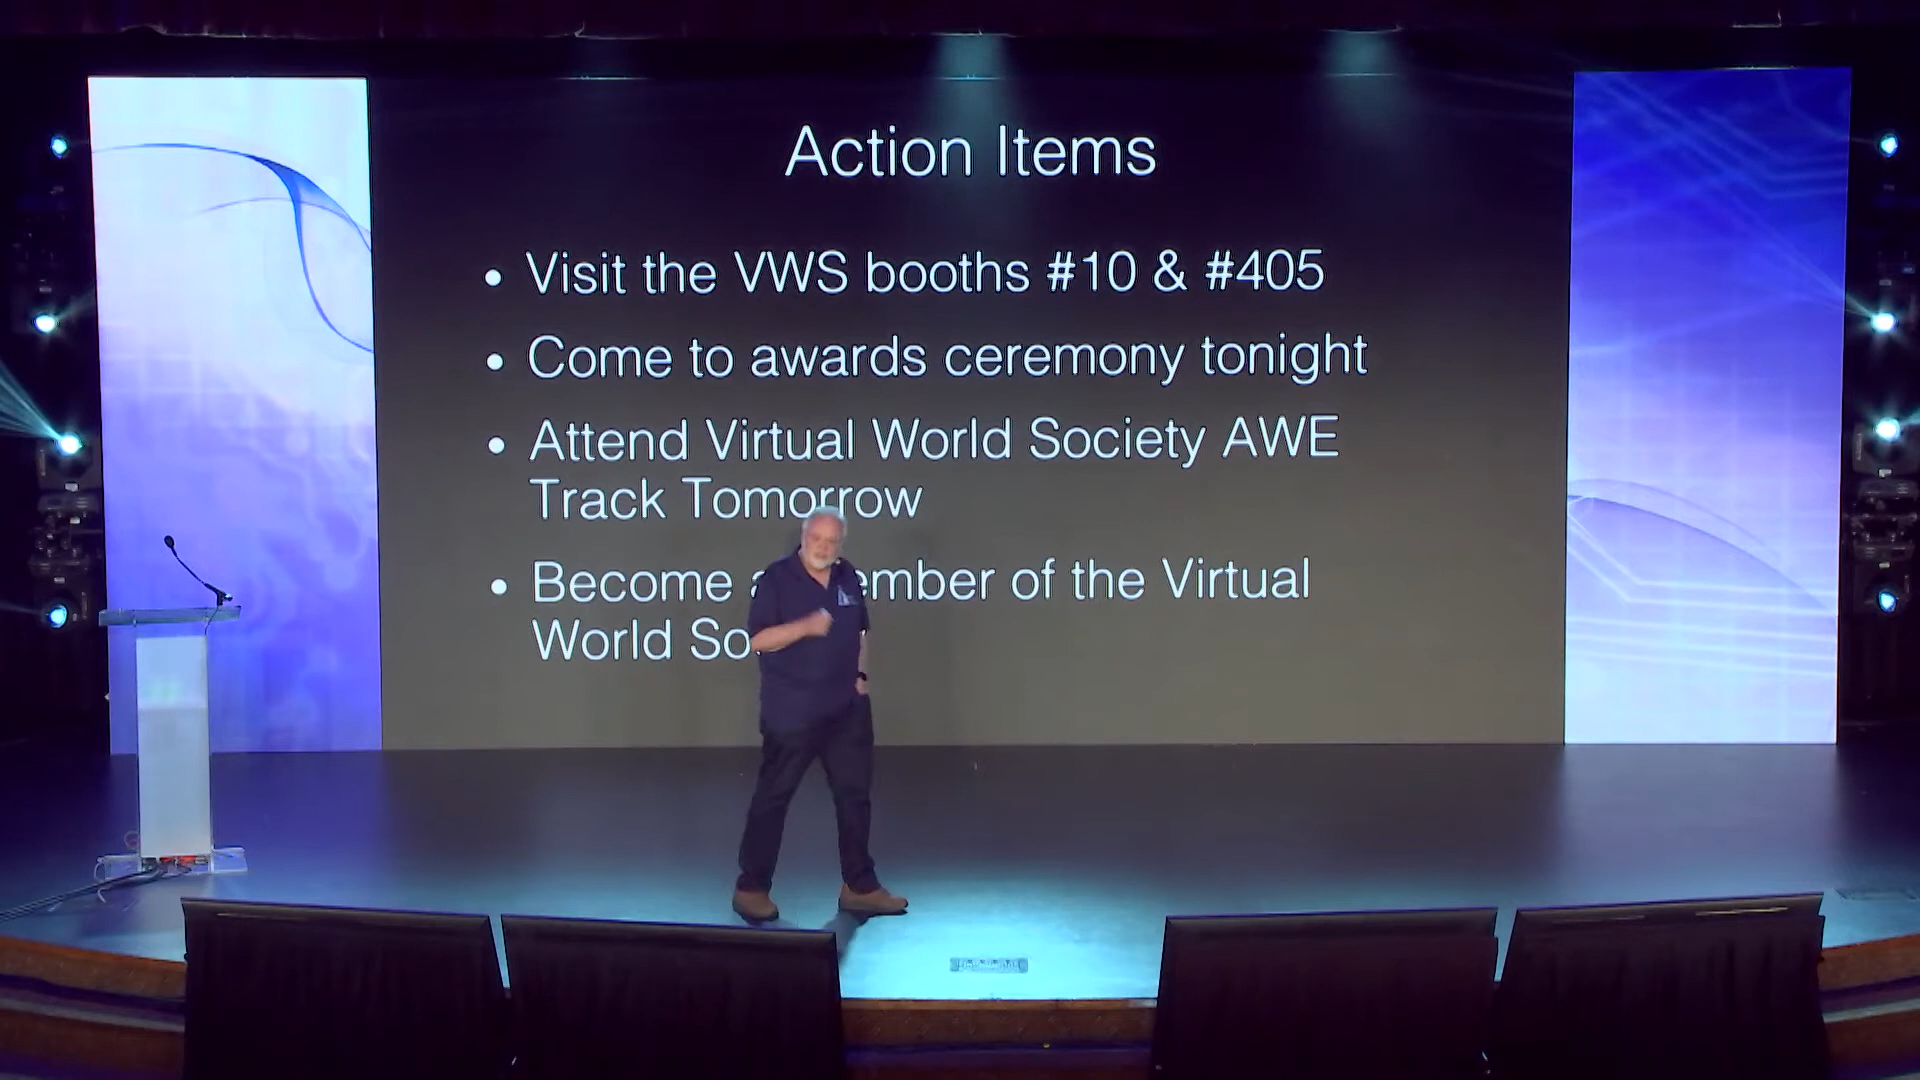 Action Items
• Visit the VWS booths #10 & #405
• Come to awards ceremony tonight
• Attend Virtual World Society AWE
Track Tomorrow
• Become of the Virtual
World